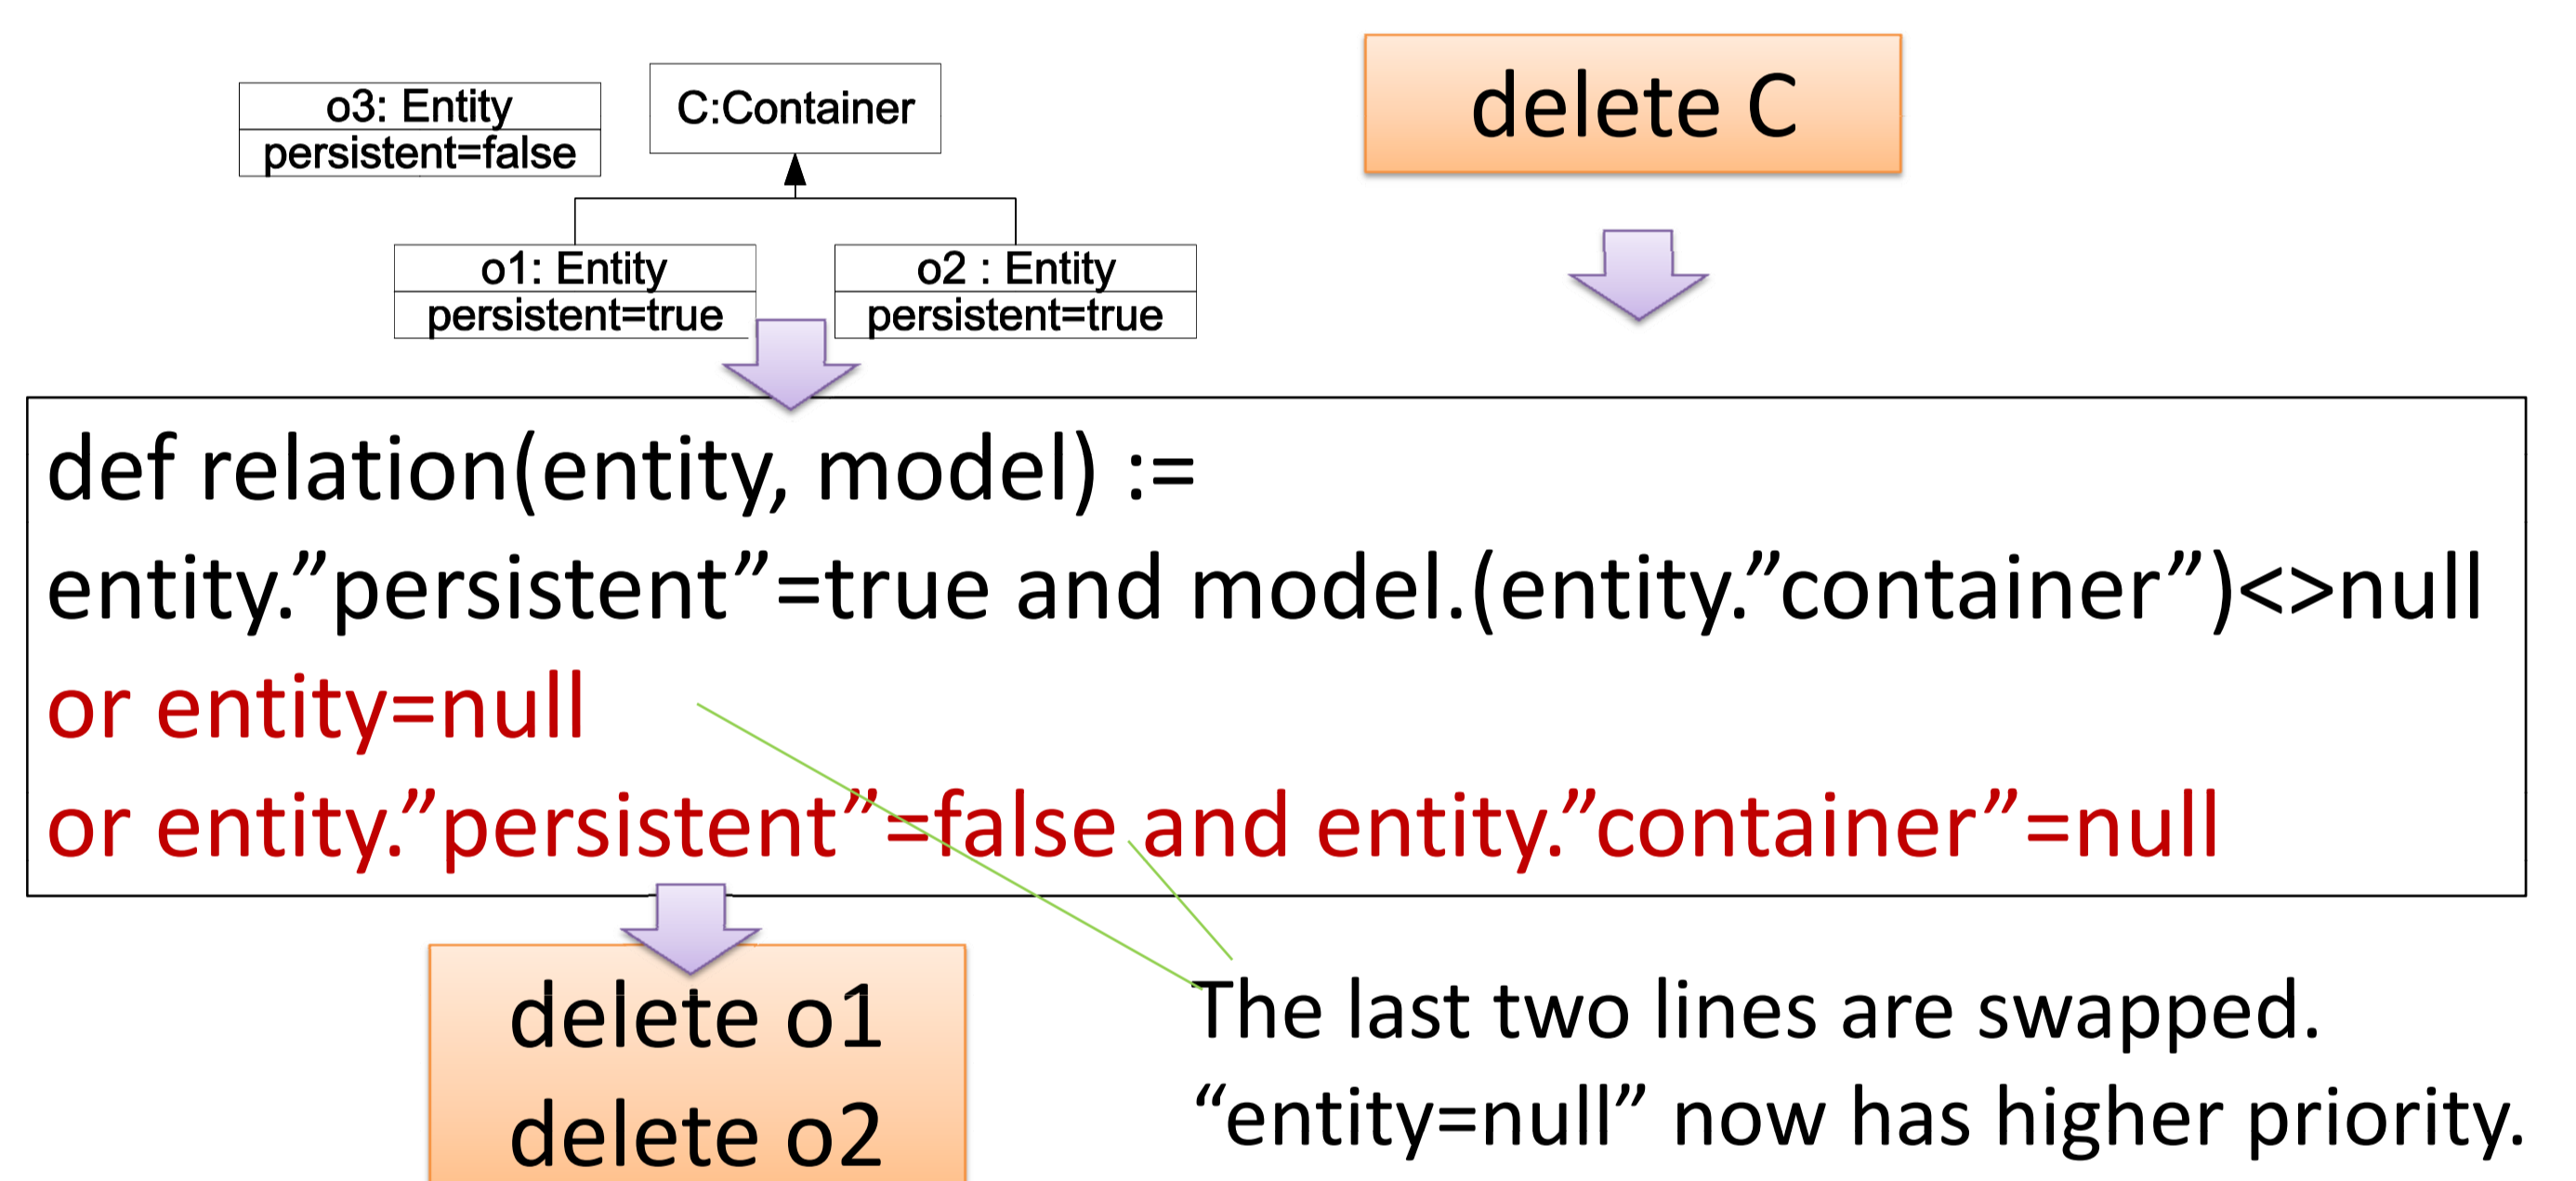 o3: Entity
persistent=false
C:Container
delete C
o1: Entity
persistent=true
o2 : Entity
persistent=true
def relation(entity, model) :=
entity.”persistent”=true and model.(entity.”container”)<>null
or entity=null
or entity.”persistent”=false and entity.”container”=null
delete o1
delete o2
The last two lines are swapped.
“entity=null” now has higher priority.